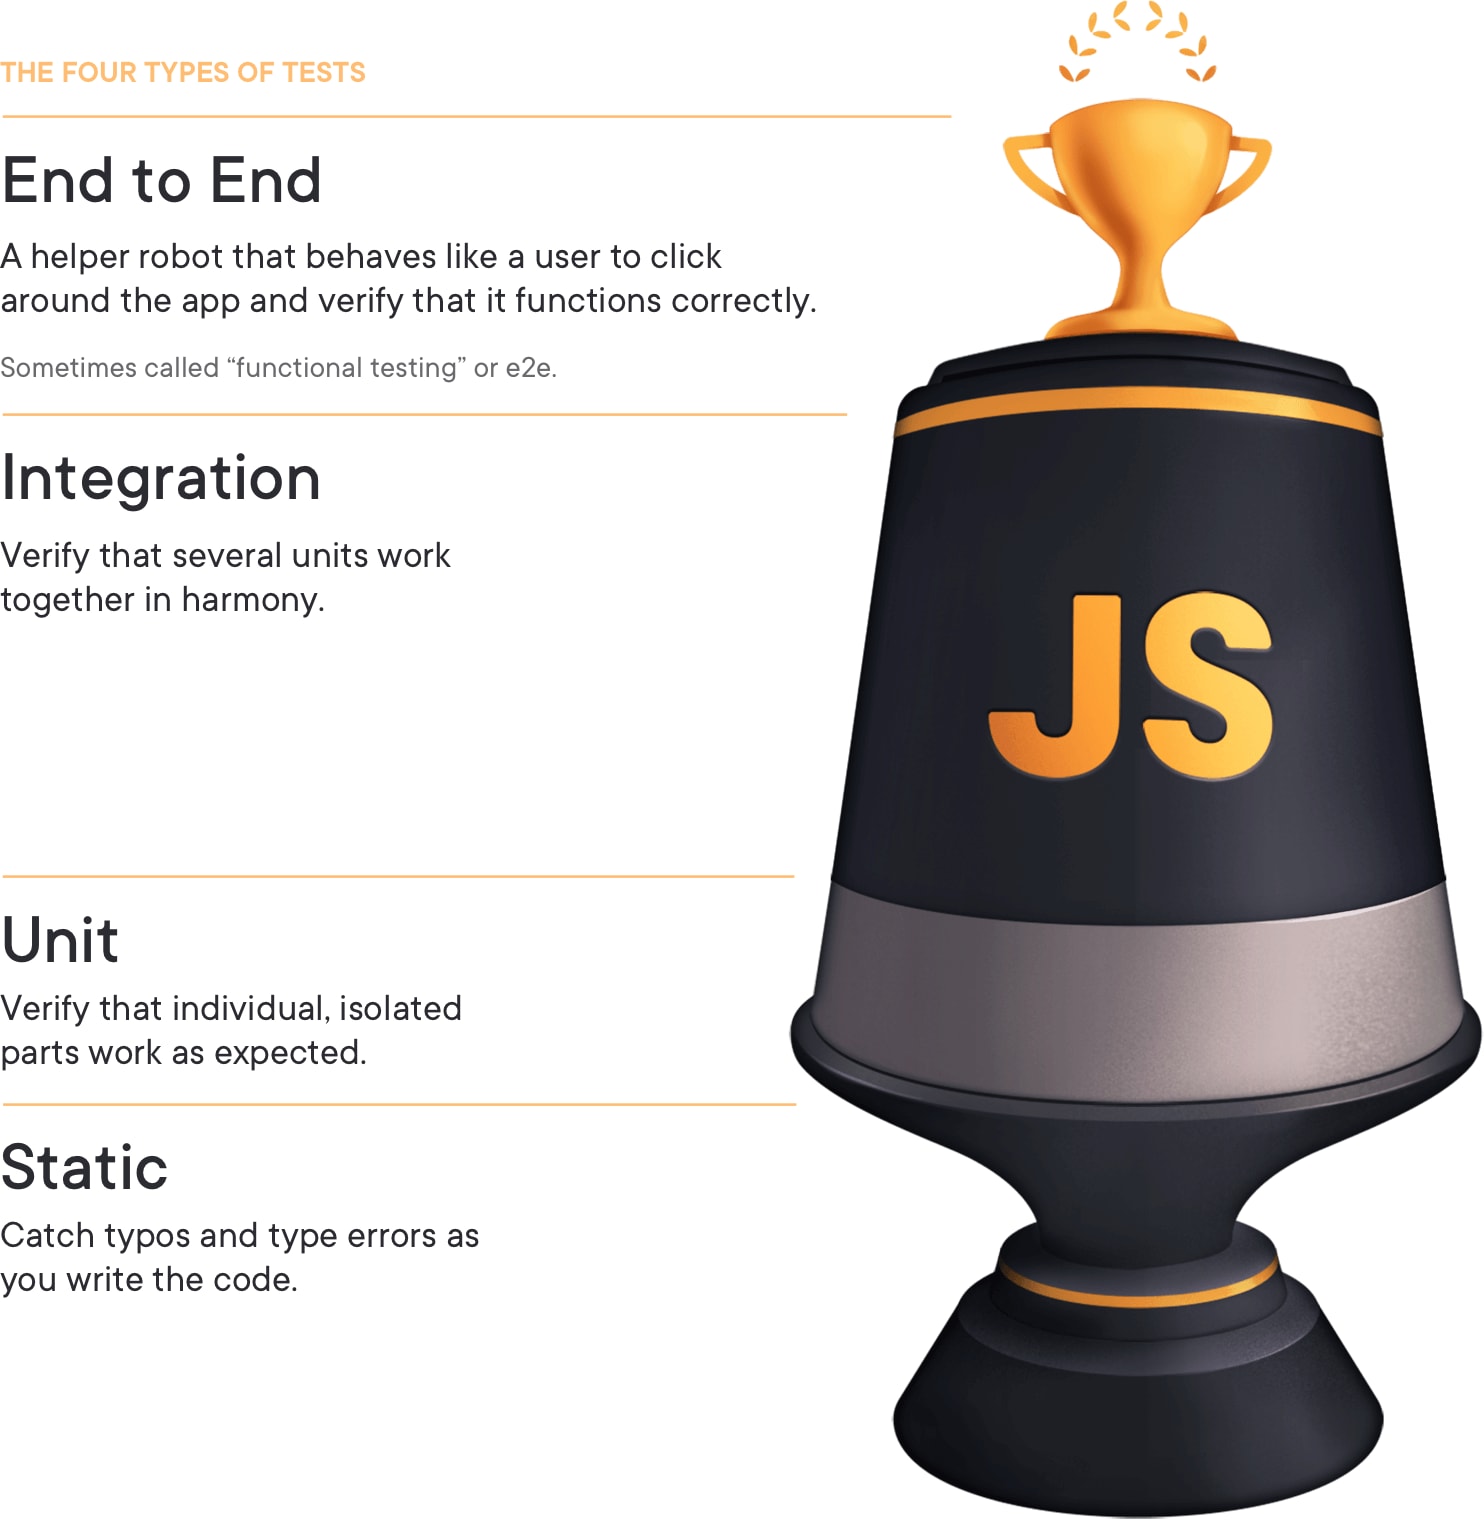 THE FOUR TYPES OF TESTS
End to End
A helper robot that behaves like a user to click
around the app and verify that it functions correctly.
Sometimes called “functional testing” or e2e.
Integration
Verify that several units work
together in harmony.
JS
Unit
Verify that individual, isolated
parts work as expected.
Static
Catch typos and type errors as
you write the code.